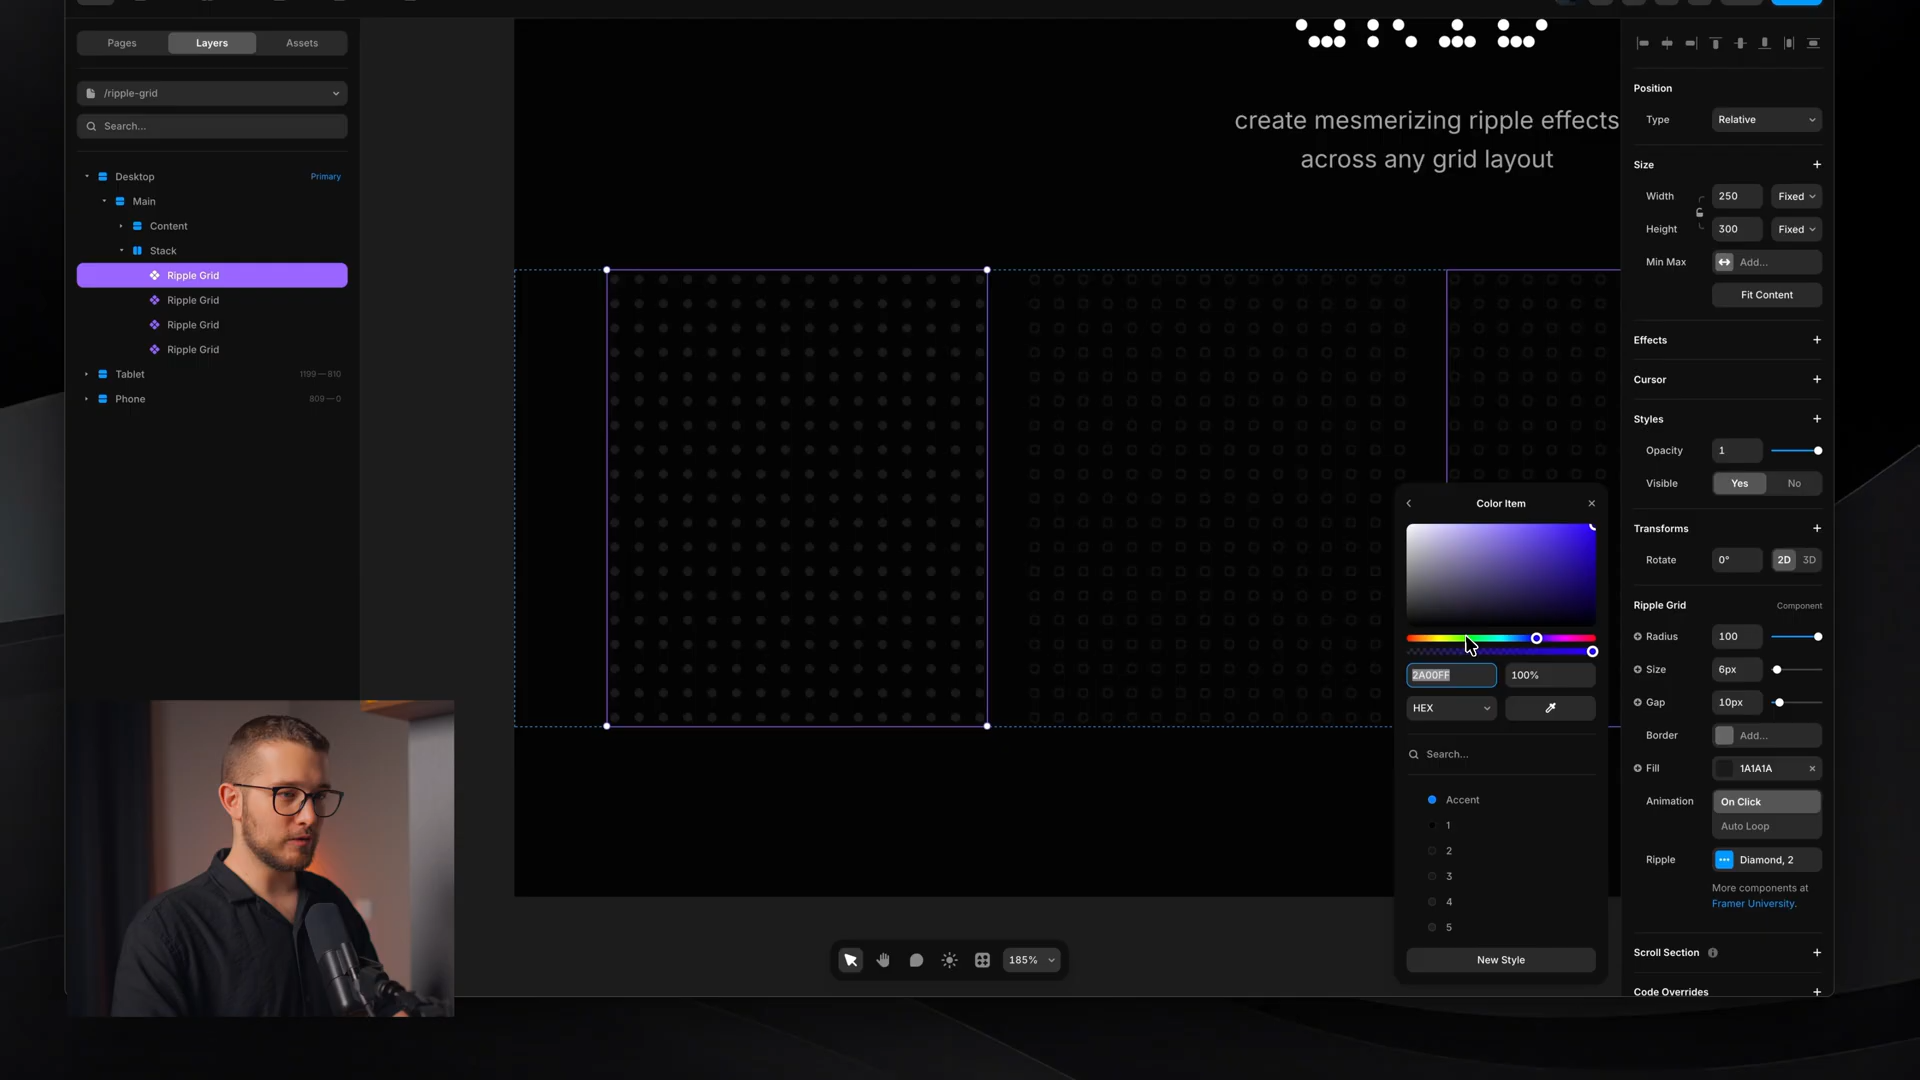 Pages
Layers
Assets
/ripple-grid
Search...
Desktop
Primary
Main
Content
Stack
Ripple Grid
Ripple Grid
Ripple Grid
Ripple Grid
Tablet
1199 — 810
Phone
809 — 0
create mesmerizing ripple effects
across any grid layout
Color Item
2A00FF
100%
HEX
Search...
Accent
1
2
3
4
5
New Style
185%
Position
Type
Relative
Size
Width
250
Fixed
Height
300
Fixed
Min Max
Add...
Fit Content
Effects
Cursor
Styles
Opacity
1
Visible
Yes
No
Transforms
Rotate
0°
2D
3D
Ripple Grid
Component
Radius
100
Size
6px
Gap
10px
Border
Add...
Fill
1A1A1A
Animation
On Click
Auto Loop
Ripple
Diamond, 2
More components at
Framer University.
Scroll Section
Code Overrides